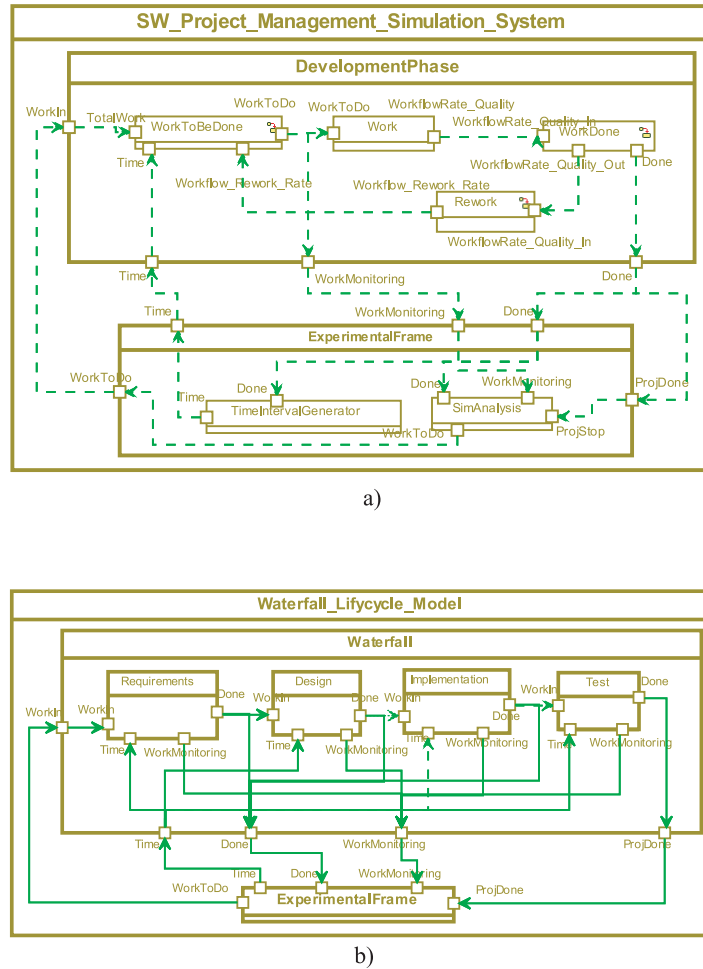 SW_Project_Management_Simulation_System
DevelopmentPhase
WorkIn
TotalWork
WorkToDo
WorkToBeDone
Time
WorkToDo
Work
WorkflowRate_Quality
WorkflowRate_Quality_In
WorkDone
WorkflowRate_Quality_Out
Done
Workflow_Rework_Rate
Workflow_Rework_Rate
Rework
WorkflowRate_Quality_In
Time
WorkMonitoring
Done
Time
WorkMonitoring
Done
ExperimentalFrame
WorkToDo
Time
Done
TimeIntervalGenerator
Done
WorkMonitoring
SimAnalysis
WorkToDo
ProjStop
ProjDone
a)
Waterfall_Lifycycle_Model
Waterfall
Requirements
Design
Implementation
Test
WorkIn
WorkIn
Done
WorkIn
Done
WorkIn
Done
WorkIn
Done
Time
WorkMonitoring
Time
WorkMonitoring
Time
WorkMonitoring
Time
WorkMonitoring
Time
Done
WorkMonitoring
ProjDone
WorkToDo
Time
Done
WorkMonitoring
ExperimentalFrame
ProjDone
b)